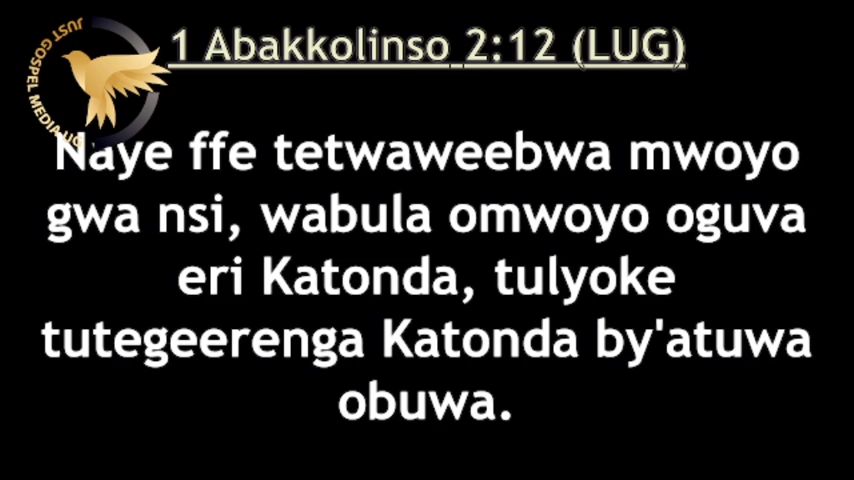 JUST GOSPEL MEDIA UG
1 Abakkolinso 2:12 (LUG)
Naye ffe tetwaweebwa mwoyo
gwa nsi, wabula omwoyo oguva
eri Katonda, tulyoke
tutegeerenga Katonda by'atuwa
obuwa.